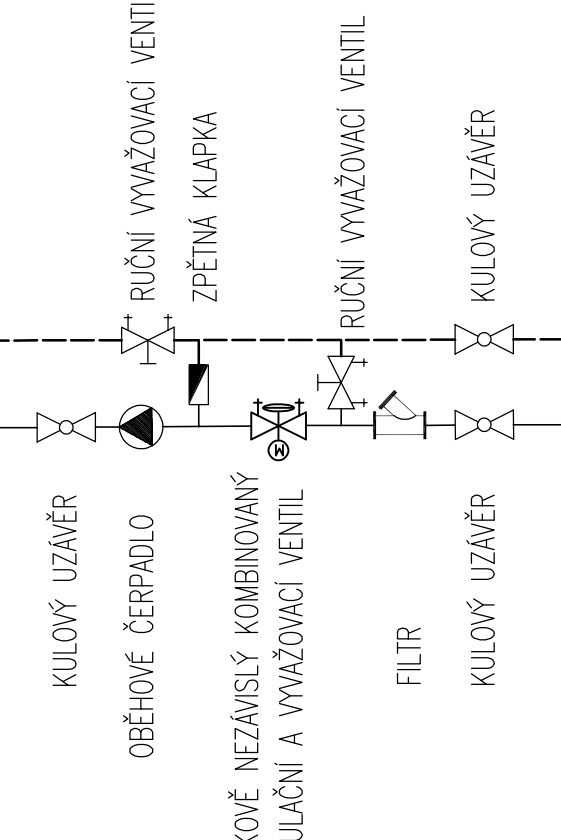 RUČNÍ VYVAŽOVACÍ
ZPĚTNÁ KLAPKA
RUČNÍ VYVAŽOVACÍ VENTIL
KULOVÝ UZÁVĚR
M
KULOVÝ UZÁVĚR
OBĚHOVÉ ČERPADLO
NEZÁVISLÝ KOMBINOVANÝ
A VYVAŽOVACÍ VENTIL
FILTR
KULOVÝ UZÁVĚR